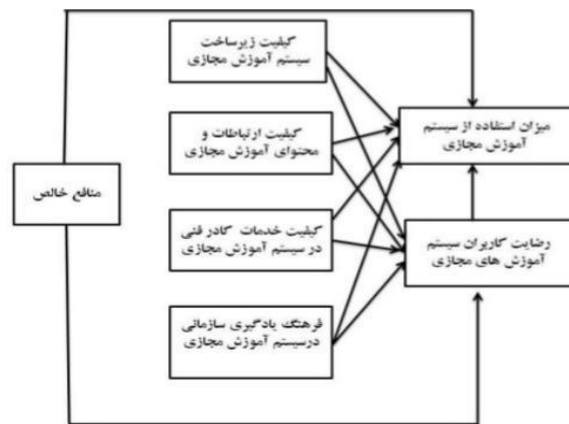 کیفیت زیرساخت
سیستم آموزش مجازی
میزان استفاده از سیستم
آموزش مجازی
کیفیت ارتباطات و
محتوای آموزش مجازی
منافع خالص
کیفیت خدمات کادر فنی
در سیستم آموزش مجازی
رضایت کاربران سیستم
آموزش های مجازی
فرهنگ یادگیری سازمانی
درسیستم آموزش مجازی